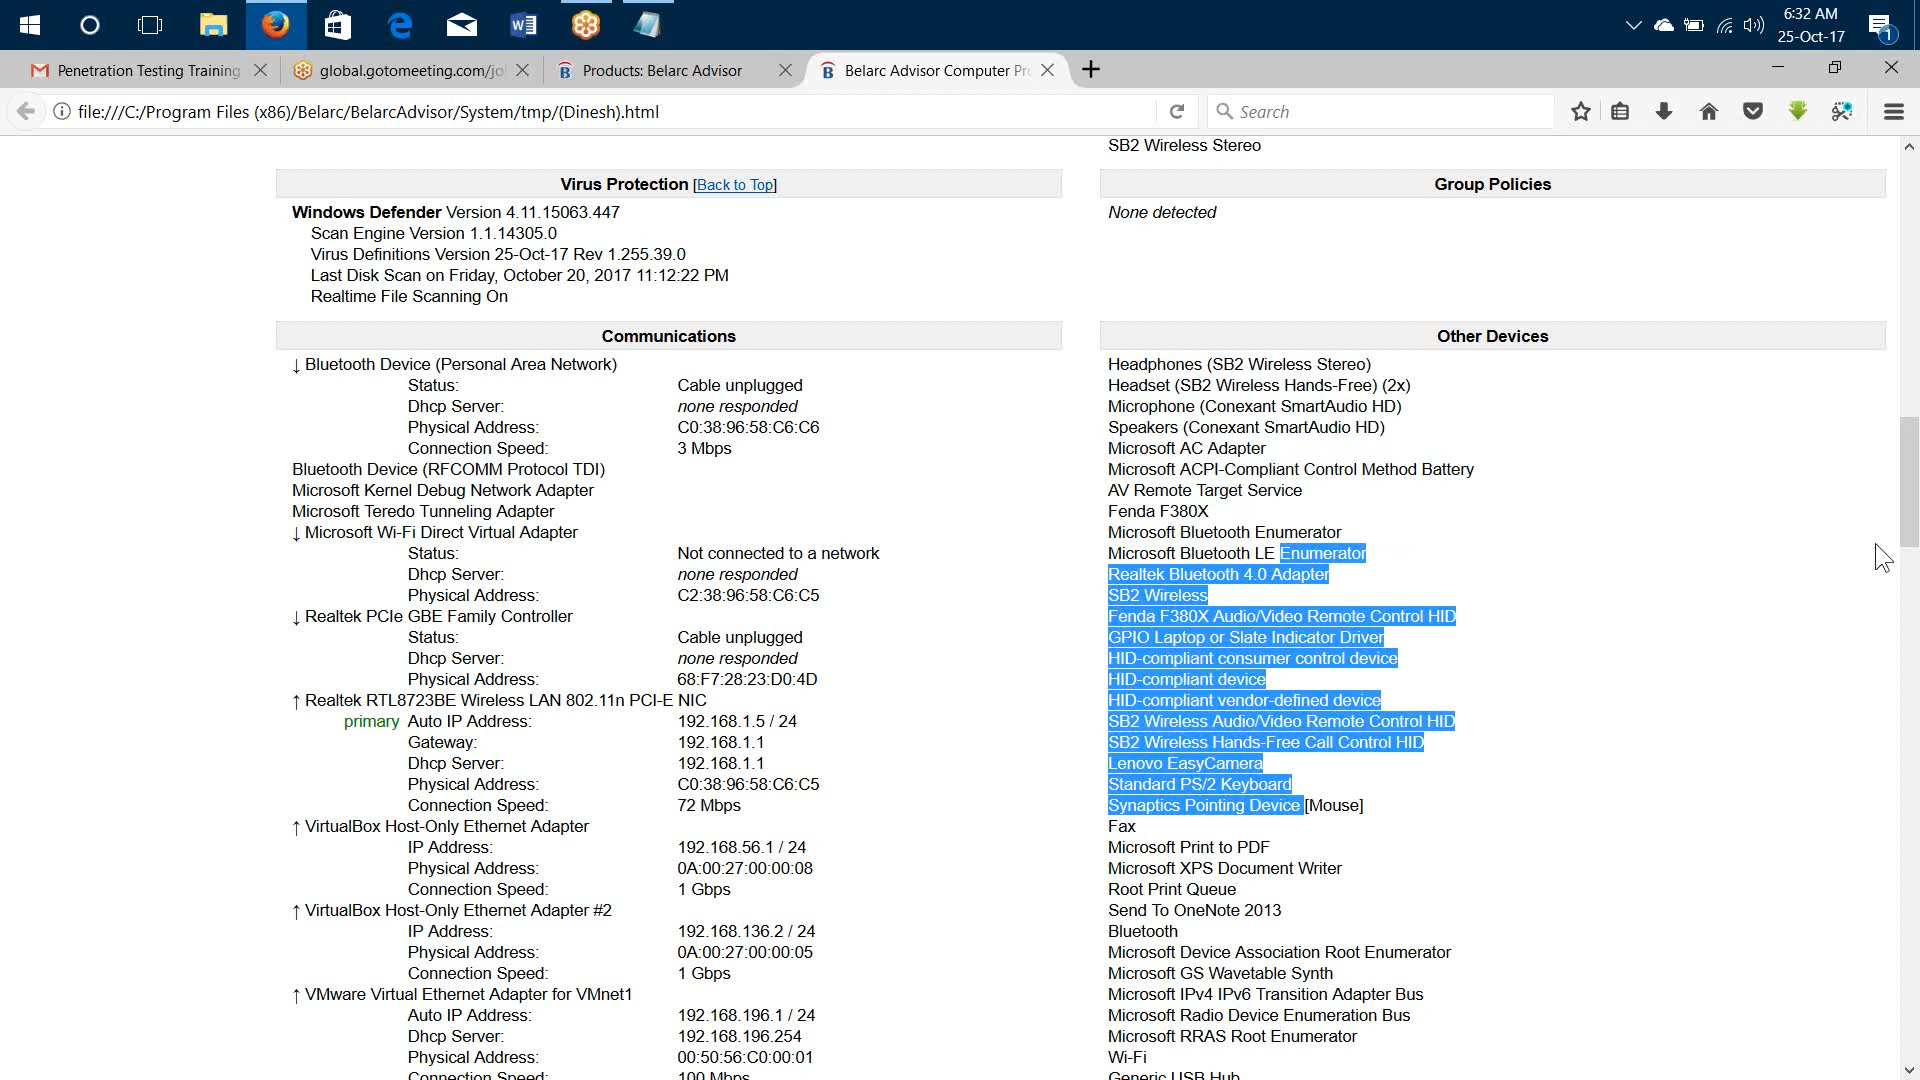 6:32 AM
25-Oct-17
1
Penetration Testing Training
global.gotomeeting.com/jo
Products: Belarc Advisor
Belarc Advisor Computer Pr
file:///C:/Program Files (x86)/Belarc/BelarcAdvisor/System/tmp/(Dinesh).html
Search
SB2 Wireless Stereo
Virus Protection [Back to Top]
Windows Defender Version 4.11.15063.447
Scan Engine Version 1.1.14305.0
Virus Definitions Version 25-Oct-17 Rev 1.255.39.0
Last Disk Scan on Friday, October 20, 2017 11:12:22 PM
Realtime File Scanning On
Group Policies
None detected
Communications
↓ Bluetooth Device (Personal Area Network)
Status: Cable unplugged
Dhcp Server: none responded
Physical Address: C0:38:96:58:C6:C6
Connection Speed: 3 Mbps
Bluetooth Device (RFCOMM Protocol TDI)
Microsoft Kernel Debug Network Adapter
Microsoft Teredo Tunneling Adapter
↓ Microsoft Wi-Fi Direct Virtual Adapter
Status: Not connected to a network
Dhcp Server: none responded
Physical Address: C2:38:96:58:C6:C5
↓ Realtek PCIe GBE Family Controller
Status: Cable unplugged
Dhcp Server: none responded
Physical Address: 68:F7:28:23:D0:4D
↑ Realtek RTL8723BE Wireless LAN 802.11n PCI-E NIC
primary Auto IP Address: 192.168.1.5 / 24
Gateway: 192.168.1.1
Dhcp Server: 192.168.1.1
Physical Address: C0:38:96:58:C6:C5
Connection Speed: 72 Mbps
↑ VirtualBox Host-Only Ethernet Adapter
IP Address: 192.168.56.1 / 24
Physical Address: 0A:00:27:00:00:08
Connection Speed: 1 Gbps
↑ VirtualBox Host-Only Ethernet Adapter #2
IP Address: 192.168.136.2 / 24
Physical Address: 0A:00:27:00:00:05
Connection Speed: 1 Gbps
↑ VMware Virtual Ethernet Adapter for VMnet1
Auto IP Address: 192.168.196.1 / 24
Dhcp Server: 192.168.196.254
Physical Address: 00:50:56:C0:00:01
Connection Speed: 100 Mbps
Other Devices
Headphones (SB2 Wireless Stereo)
Headset (SB2 Wireless Hands-Free) (2x)
Microphone (Conexant SmartAudio HD)
Speakers (Conexant SmartAudio HD)
Microsoft AC Adapter
Microsoft ACPI-Compliant Control Method Battery
AV Remote Target Service
Fenda F380X
Microsoft Bluetooth Enumerator
Microsoft Bluetooth LE Enumerator
Realtek Bluetooth 4.0 Adapter
SB2 Wireless
Fenda F380X Audio/Video Remote Control HID
GPIO Laptop or Slate Indicator Driver
HID-compliant consumer control device
HID-compliant device
HID-compliant vendor-defined device
SB2 Wireless Audio/Video Remote Control HID
SB2 Wireless Hands-Free Call Control HID
Lenovo EasyCamera
Standard PS/2 Keyboard
Synaptics Pointing Device [Mouse]
Fax
Microsoft Print to PDF
Microsoft XPS Document Writer
Root Print Queue
Send To OneNote 2013
Bluetooth
Microsoft Device Association Root Enumerator
Microsoft GS Wavetable Synth
Microsoft IPv4 IPv6 Transition Adapter Bus
Microsoft Radio Device Enumeration Bus
Microsoft RRAS Root Enumerator
Wi-Fi
Generic USB Hub